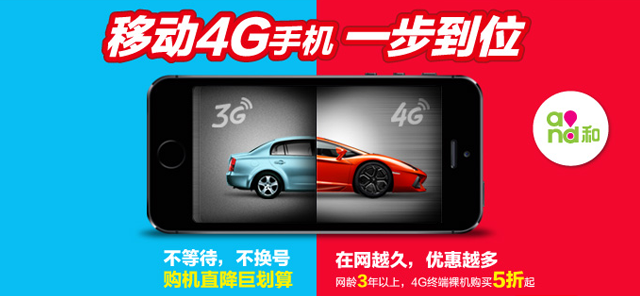 移动4G手机 一步到位
3G
4G
and和
不等待，不换号
购机直降巨划算
在网越久，优惠越多
网龄3年以上，4G终端裸机购买5折起